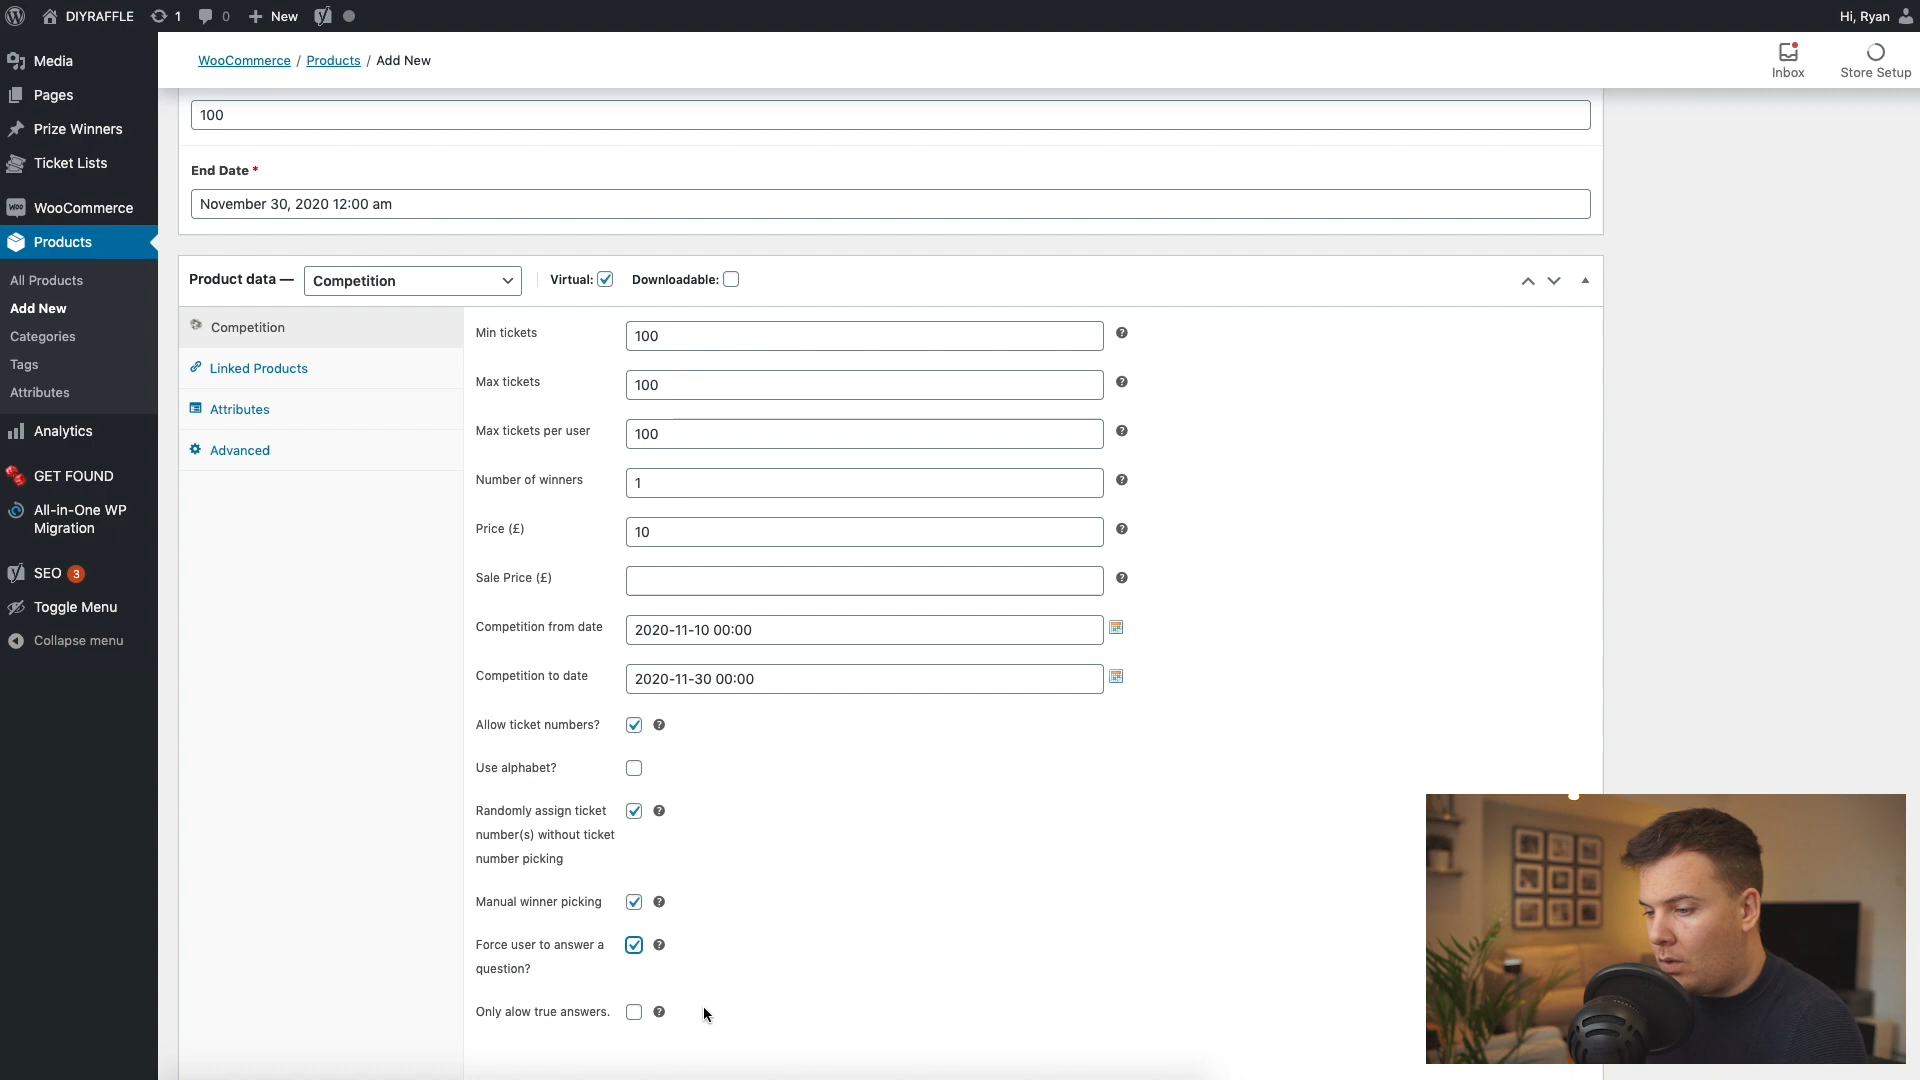 DIYRAFFLE 1 0 New Hi, Ryan
Media
Pages
Prize Winners
Ticket Lists
WooCommerce
Products
All Products
Add New
Categories
Tags
Attributes
Analytics
GET FOUND
All-in-One WP
Migration
SEO 3
Toggle Menu
Collapse menu
WooCommerce / Products / Add New
Inbox
Store Setup
100
End Date *
November 30, 2020 12:00 am
Product data — Competition Virtual: Downloadable:
Competition
Linked Products
Attributes
Advanced
Min tickets 100
Max tickets 100
Max tickets per user 100
Number of winners 1
Price (£) 10
Sale Price (£)
Competition from date 2020-11-10 00:00
Competition to date 2020-11-30 00:00
Allow ticket numbers?
Use alphabet?
Randomly assign ticket
number(s) without ticket
number picking
Manual winner picking
Force user to answer a
question?
Only alow true answers.